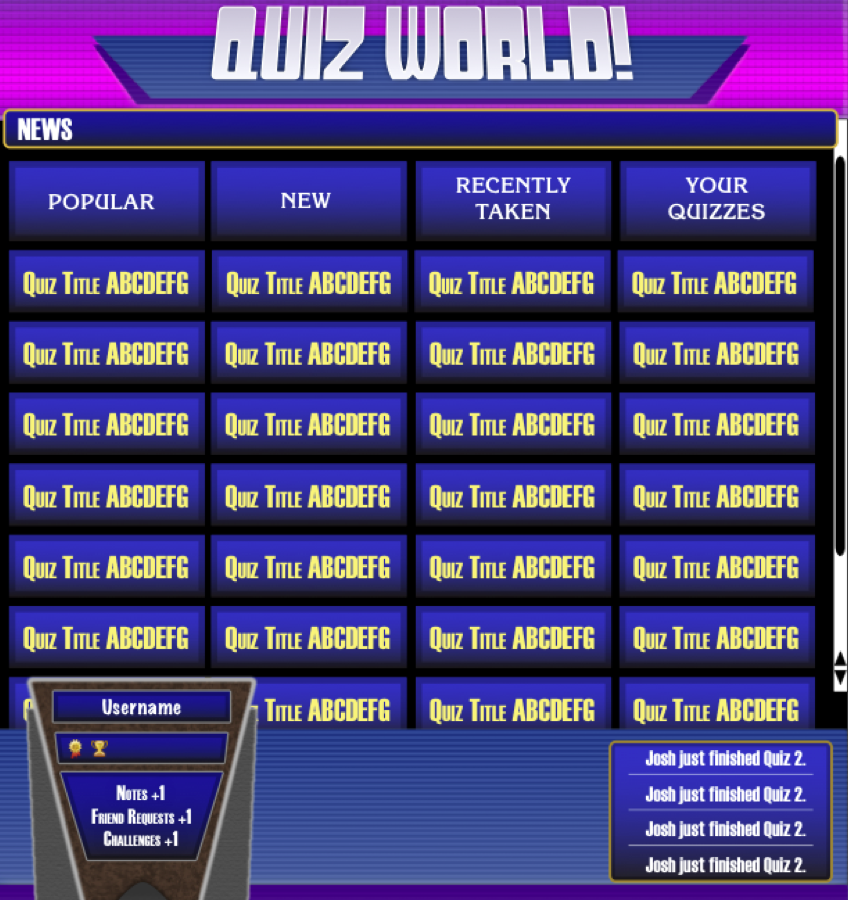 QUIZ WORLD!
NEWS
POPULAR
NEW
RECENTLY
TAKEN
YOUR
QUIZZES
Quiz Title ABCDEFG Quiz Title ABCDEFG Quiz Title ABCDEFG Quiz Title ABCDEFG
Quiz Title ABCDEFG Quiz Title ABCDEFG Quiz Title ABCDEFG Quiz Title ABCDEFG
Quiz Title ABCDEFG Quiz Title ABCDEFG Quiz Title ABCDEFG Quiz Title ABCDEFG
Quiz Title ABCDEFG Quiz Title ABCDEFG Quiz Title ABCDEFG Quiz Title ABCDEFG
Quiz Title ABCDEFG Quiz Title ABCDEFG Quiz Title ABCDEFG Quiz Title ABCDEFG
Quiz Title ABCDEFG Quiz Title ABCDEFG Quiz Title ABCDEFG Quiz Title ABCDEFG
Title ABCDEFG Quiz Title ABCDEFG Quiz Title ABCDEFG
Username
Notes +1
Friend Requests +1
Challenges +1
Josh just finished Quiz 2.
Josh just finished Quiz 2.
Josh just finished Quiz 2.
Josh just finished Quiz 2.